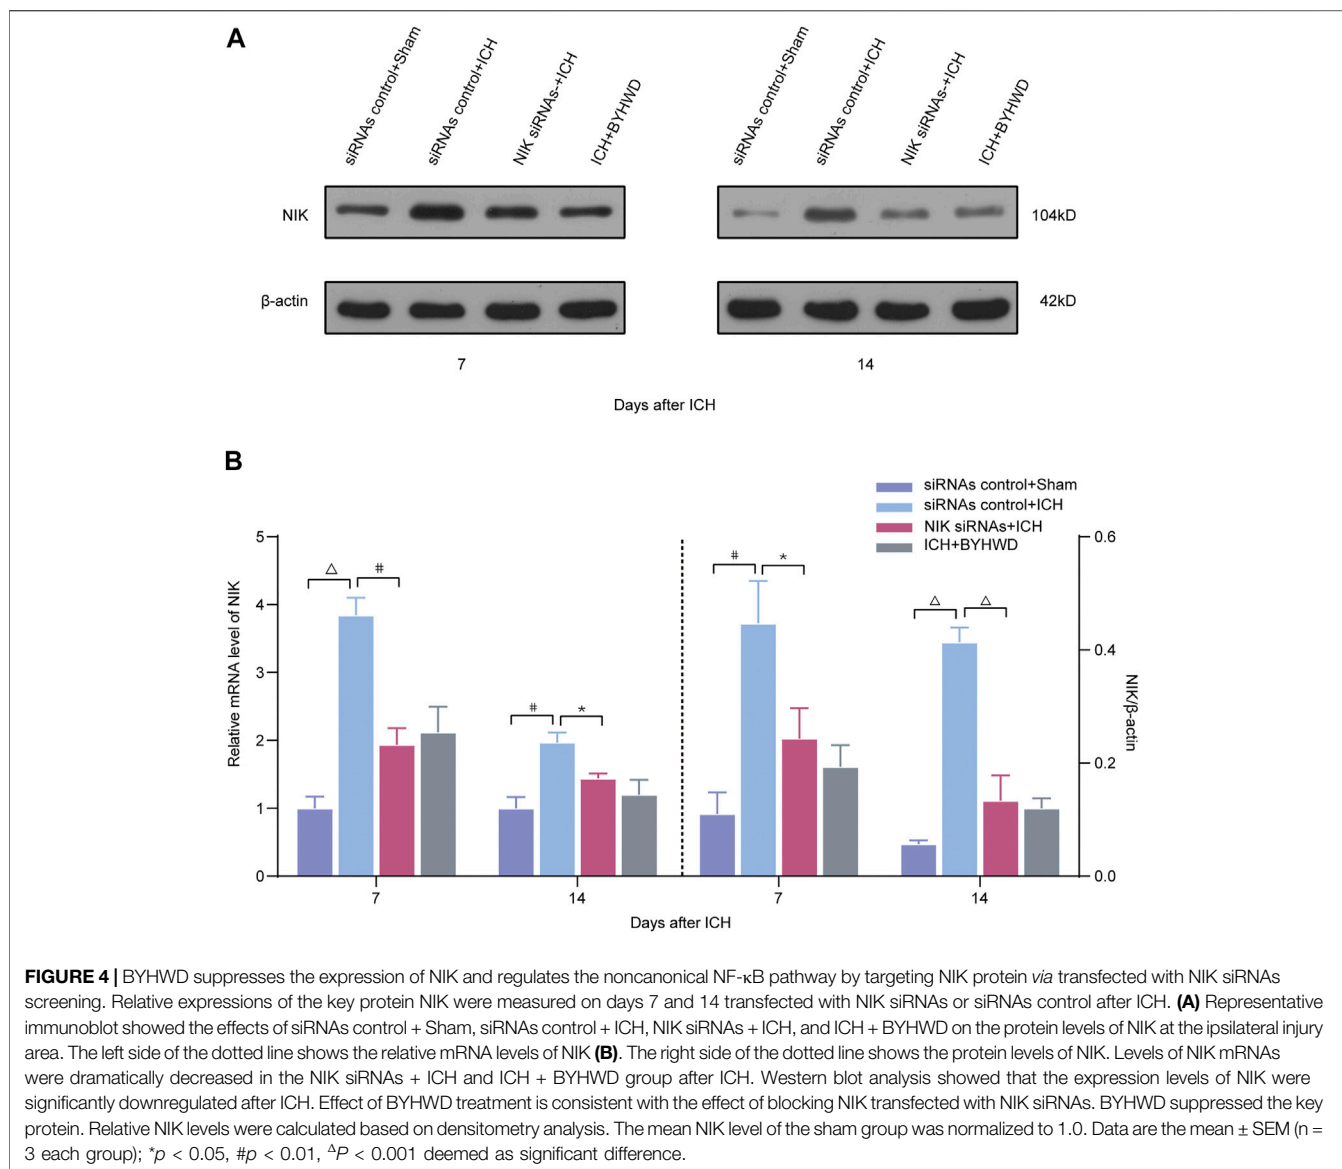 A
siRNAs control+Sham
siRNAs control+ICH
NIK siRNAs-+ICH
ICH+BYHWD
siRNAs control+Sham
siRNAs control+ICH
NIK siRNAs+ICH
ICH+BYHWD
NIK
104kD
β-actin
42kD
7
14
Days after ICH
B
siRNAs control+Sham
siRNAs control+ICH
NIK siRNAs+ICH
ICH+BYHWD
Relative mRNA level of NIK
5
4
3
2
1
0
△
#
#
*
#
*
△
△
0.6
0.4
0.2
0.0
NIK/β-actin
7
14
7
14
Days after ICH
FIGURE 4 | BYHWD suppresses the expression of NIK and regulates the noncanonical NF-κB pathway by targeting NIK protein via transfected with NIK siRNAs
screening. Relative expressions of the key protein NIK were measured on days 7 and 14 transfected with NIK siRNAs or siRNAs control after ICH. (A) Representative
immunoblot showed the effects of siRNAs control + Sham, siRNAs control + ICH, NIK siRNAs + ICH, and ICH + BYHWD on the protein levels of NIK at the ipsilateral injury
area. The left side of the dotted line shows the relative mRNA levels of NIK (B). The right side of the dotted line shows the protein levels of NIK. Levels of NIK mRNAs
were dramatically decreased in the NIK siRNAs + ICH and ICH + BYHWD group after ICH. Western blot analysis showed that the expression levels of NIK were
significantly downregulated after ICH. Effect of BYHWD treatment is consistent with the effect of blocking NIK transfected with NIK siRNAs. BYHWD suppressed the key
protein. Relative NIK levels were calculated based on densitometry analysis. The mean NIK level of the sham group was normalized to 1.0. Data are the mean ± SEM (n =
3 each group); *p < 0.05, #p < 0.01, ΔP < 0.001 deemed as significant difference.